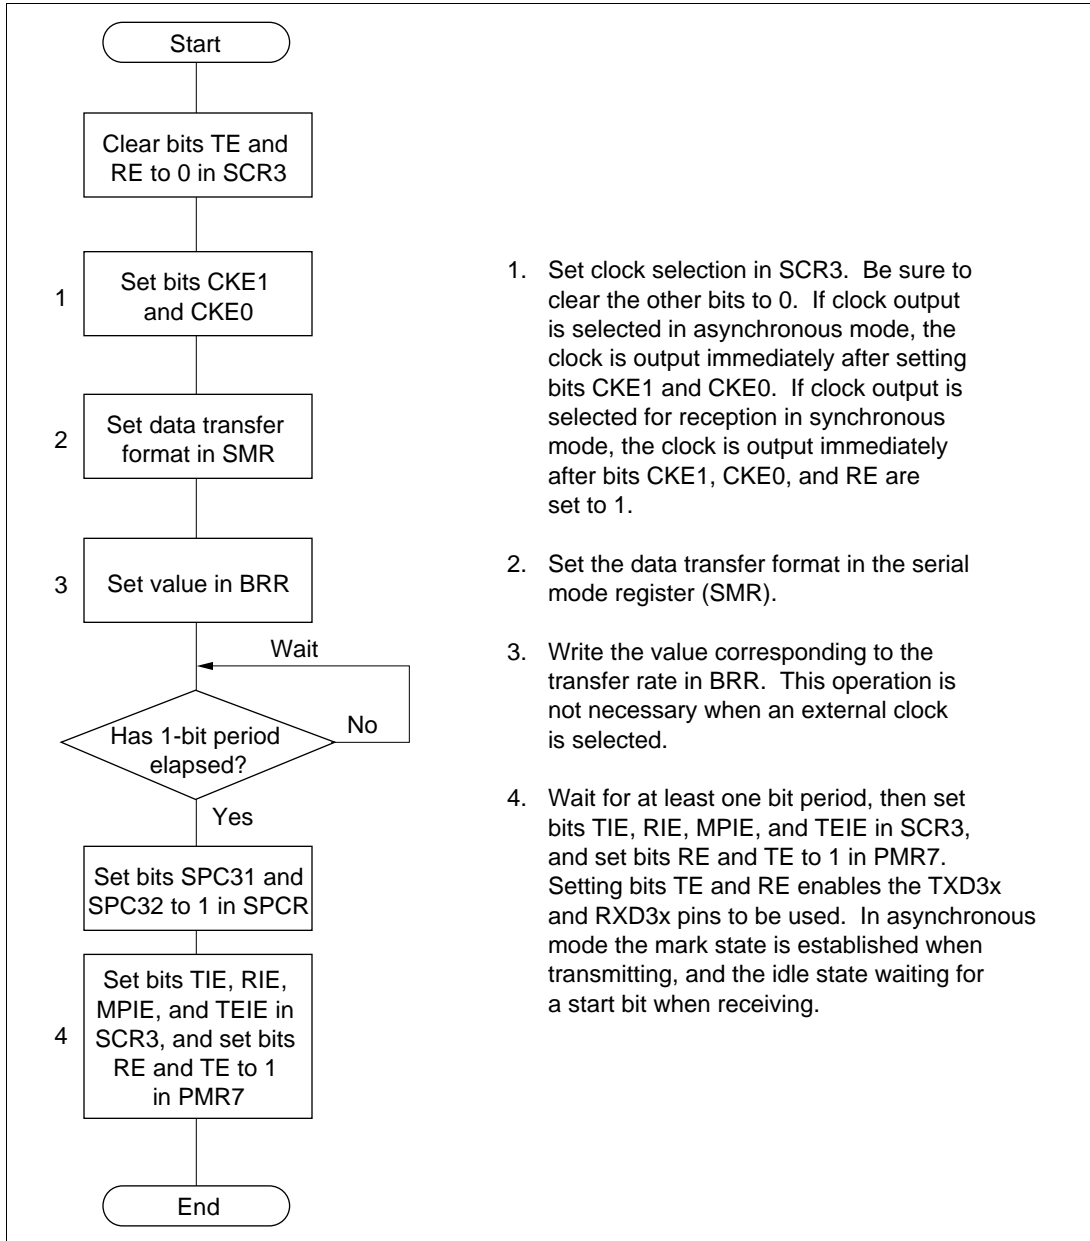 Start
Clear bits TE and
RE to 0 in SCR3
1
Set bits CKE1
and CKE0
2
Set data transfer
format in SMR
3
Set value in BRR
Wait
Has 1-bit period
elapsed?
No
Yes
Set bits SPC31 and
SPC32 to 1 in SPCR
4
Set bits TIE, RIE,
MPIE, and TEIE in
SCR3, and set bits
RE and TE to 1
in PMR7
End
1. Set clock selection in SCR3. Be sure to
clear the other bits to 0. If clock output
is selected in asynchronous mode, the
clock is output immediately after setting
bits CKE1 and CKE0. If clock output is
selected for reception in synchronous
mode, the clock is output immediately
after bits CKE1, CKE0, and RE are
set to 1.
2. Set the data transfer format in the serial
mode register (SMR).
3. Write the value corresponding to the
transfer rate in BRR. This operation is
not necessary when an external clock
is selected.
4. Wait for at least one bit period, then set
bits TIE, RIE, MPIE, and TEIE in SCR3,
and set bits RE and TE to 1 in PMR7.
Setting bits TE and RE enables the TXD3x
and RXD3x pins to be used. In asynchronous
mode the mark state is established when
transmitting, and the idle state waiting for
a start bit when receiving.